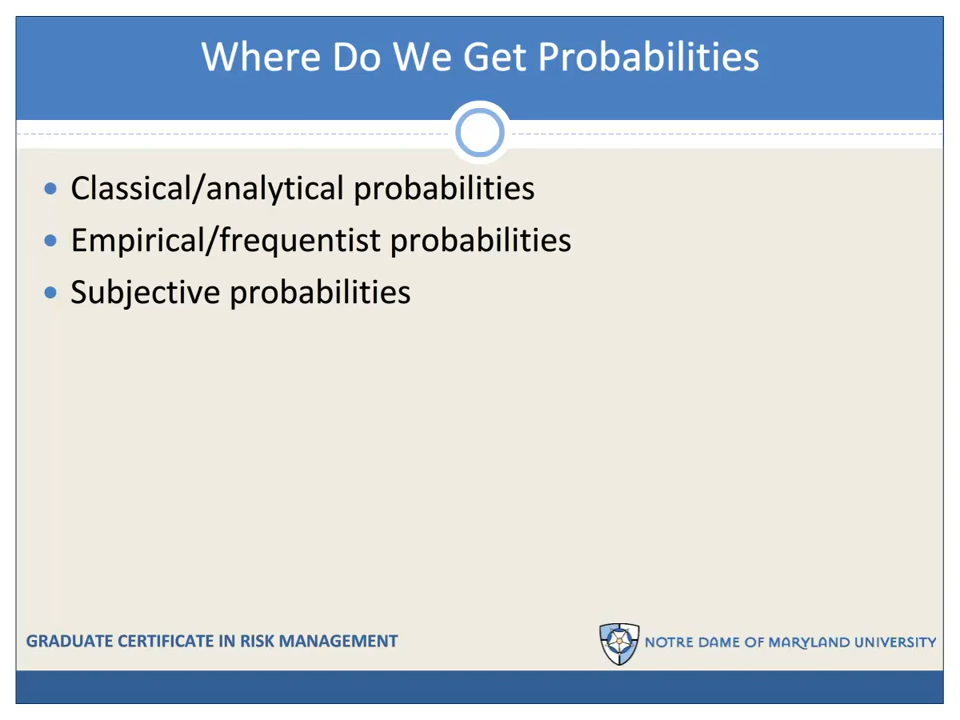 Where Do We Get Probabilities
• Classical/analytical probabilities
• Empirical/frequentist probabilities
• Subjective probabilities
GRADUATE CERTIFICATE IN RISK MANAGEMENT
NOTRE DAME OF MARYLAND UNIVERSITY